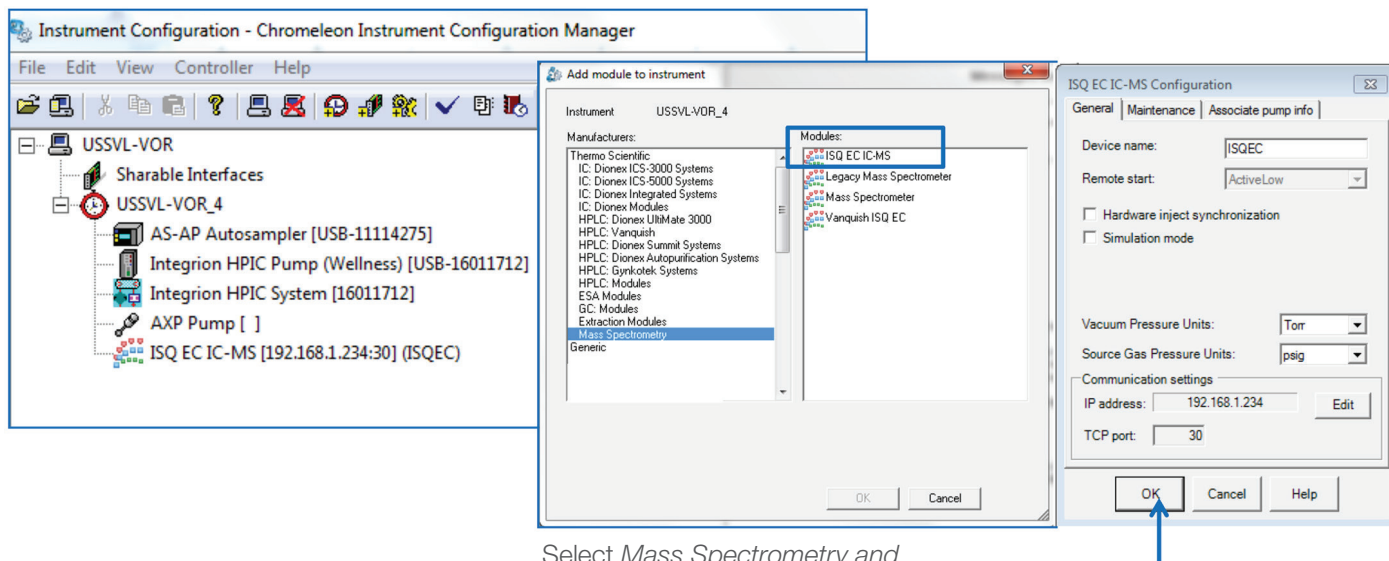 Instrument Configuration - Chromeleon Instrument Configuration Manager
File Edit View Controller Help
USSVL-VOR
Sharable Interfaces
USSVL-VOR_4
AS-AP Autosampler [USB-11114275]
Integrion HPIC Pump (Wellness) [USB-16011712]
Integrion HPIC System [16011712]
AXP Pump [ ]
ISQ EC IC-MS [192.168.1.234:30] (ISQEC)
Add module to instrument
Instrument USSVL-VOR_4
Manufacturers:
Thermo Scientific
IC: Dionex ICS-3000 Systems
IC: Dionex ICS-5000 Systems
IC: Dionex Integrated Systems
IC: Dionex Modules
HPLC: Dionex UltiMate 3000
HPLC: Vanquish
HPLC: Dionex Summit Systems
HPLC: Dionex Autopurification Systems
HPLC: Gynkotek Systems
HPLC: Modules
ESA Modules
GC: Modules
Extraction Modules
Mass Spectrometry
Generic
Modules:
ISQ EC IC-MS
Legacy Mass Spectrometer
Mass Spectrometer
Vanquish ISQ EC
OK Cancel
ISQ EC IC-MS Configuration
General Maintenance Associate pump info
Device name: ISQEC
Remote start: ActiveLow
Hardware inject synchronization
Simulation mode
Vacuum Pressure Units: Torr
Source Gas Pressure Units: psig
Communication settings
IP address: 192.168.1.234 Edit
TCP port: 30
OK Cancel Help
Select Mass Spectrometry and